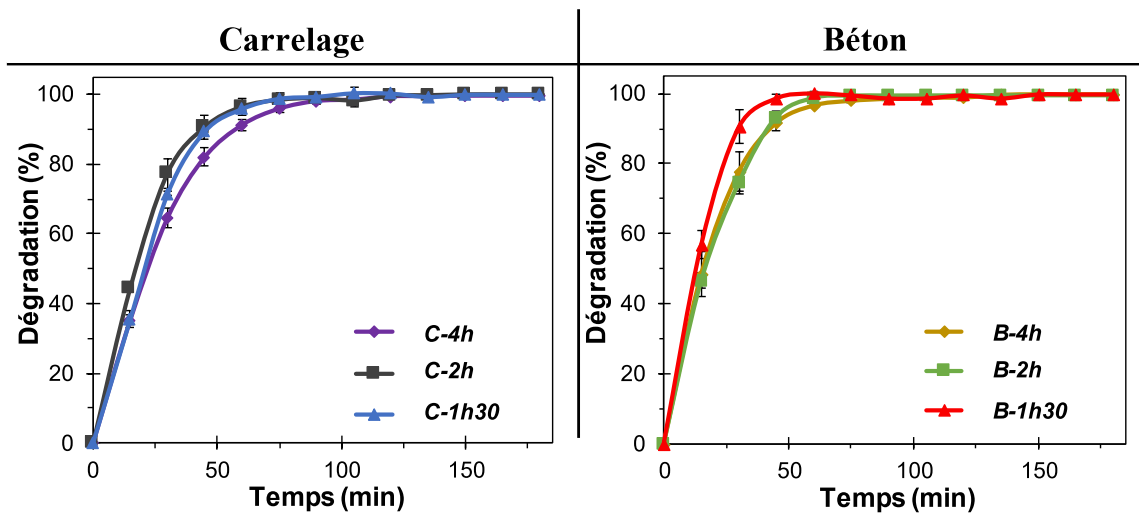 Carrelage
Béton
Dégradation (%)
100
80
60
40
20
0
C-4h
C-2h
C-1h30
0
50
100
150
Temps (min)
Dégradation (%)
100
80
60
40
20
0
B-4h
B-2h
B-1h30
0
50
100
150
Temps (min)